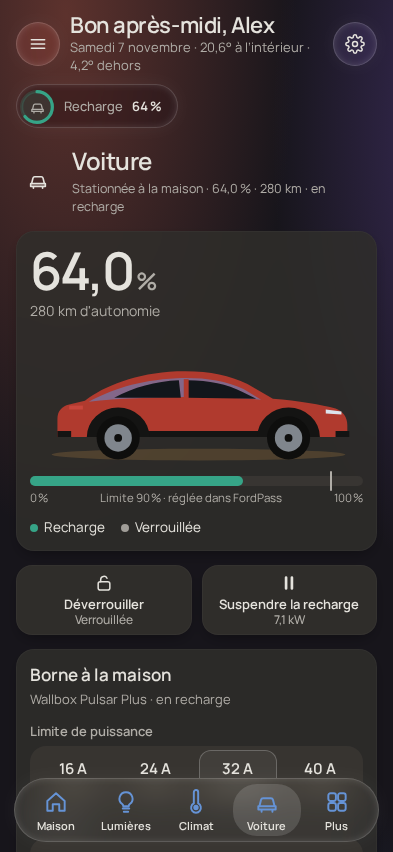 Bon après-midi, Alex
Samedi 7 novembre · 20,6° à l'intérieur ·
4,2° dehors
Recharge 64 %
Voiture
Stationnée à la maison · 64,0 % · 280 km · en
recharge
64,0 %
280 km d'autonomie
0 % Limite 90 % · réglée dans FordPass 100 %
Recharge Verrouillée
Déverrouiller
Verrouillée
Suspendre la recharge
7,1 kW
Borne à la maison
Wallbox Pulsar Plus · en recharge
Limite de puissance
16 A 24 A 32 A 40 A
Maison Lumières Climat Voiture Plus